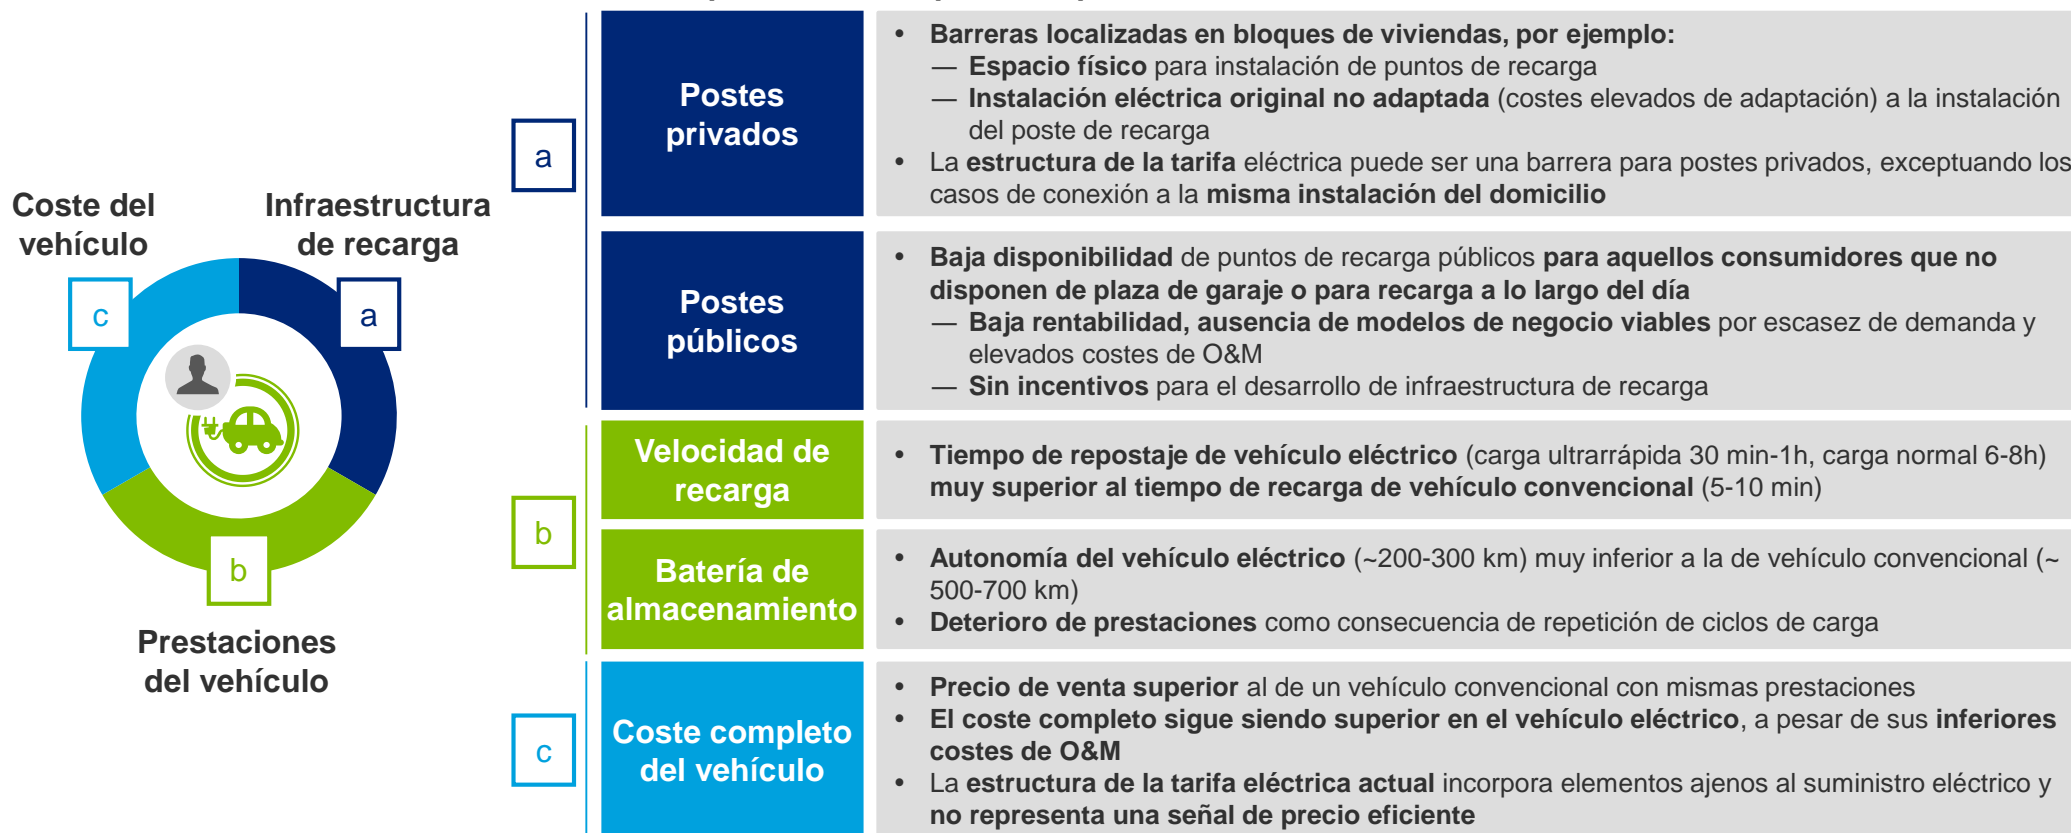 Coste del
vehículo
Infraestructura
de recarga
c
a
b
Prestaciones
del vehículo
a
Postes
privados
• Barreras localizadas en bloques de viviendas, por ejemplo:
— Espacio físico para instalación de puntos de recarga
— Instalación eléctrica original no adaptada (costes elevados de adaptación) a la instalación
del poste de recarga
• La estructura de la tarifa eléctrica puede ser una barrera para postes privados, exceptuando los
casos de conexión a la misma instalación del domicilio
Postes
públicos
• Baja disponibilidad de puntos de recarga públicos para aquellos consumidores que no
disponen de plaza de garaje o para recarga a lo largo del día
— Baja rentabilidad, ausencia de modelos de negocio viables por escasez de demanda y
elevados costes de O&M
— Sin incentivos para el desarrollo de infraestructura de recarga
b
Velocidad de
recarga
• Tiempo de repostaje de vehículo eléctrico (carga ultrarrápida 30 min-1h, carga normal 6-8h)
muy superior al tiempo de recarga de vehículo convencional (5-10 min)
Batería de
almacenamiento
• Autonomía del vehículo eléctrico (~200-300 km) muy inferior a la de vehículo convencional (~
500-700 km)
• Deterioro de prestaciones como consecuencia de repetición de ciclos de carga
c
Coste completo
del vehículo
• Precio de venta superior al de un vehículo convencional con mismas prestaciones
• El coste completo sigue siendo superior en el vehículo eléctrico, a pesar de sus inferiores
costes de O&M
• La estructura de la tarifa eléctrica actual incorpora elementos ajenos al suministro eléctrico y
no representa una señal de precio eficiente